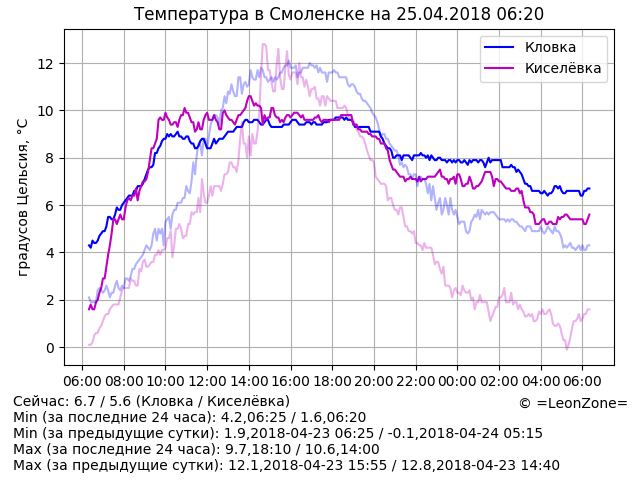 Температура в Смоленске на 25.04.2018 06:20
градусов Цельсия, °C
12
10
8
6
4
2
0
Кловка
Киселёвка
06:00 08:00 10:00 12:00 14:00 16:00 18:00 20:00 22:00 00:00 02:00 04:00 06:00
Сейчас: 6.7 / 5.6 (Кловка / Киселёвка)
© =LeonZone=
Min (за последние 24 часа): 4.2,06:25 / 1.6,06:20
Min (за предыдущие сутки): 1.9,2018-04-23 06:25 / -0.1,2018-04-24 05:15
Max (за последние 24 часа): 9.7,18:10 / 10.6,14:00
Max (за предыдущие сутки): 12.1,2018-04-23 15:55 / 12.8,2018-04-23 14:40